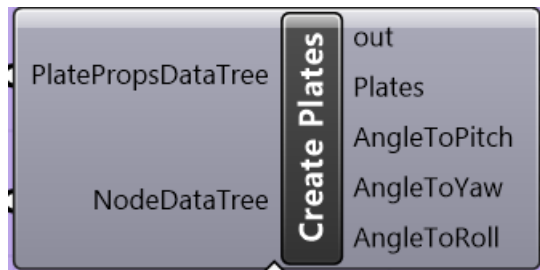 PlatePropsDataTree
NodeDataTree
Create Plates
out
Plates
AngleToPitch
AngleToYaw
AngleToRoll